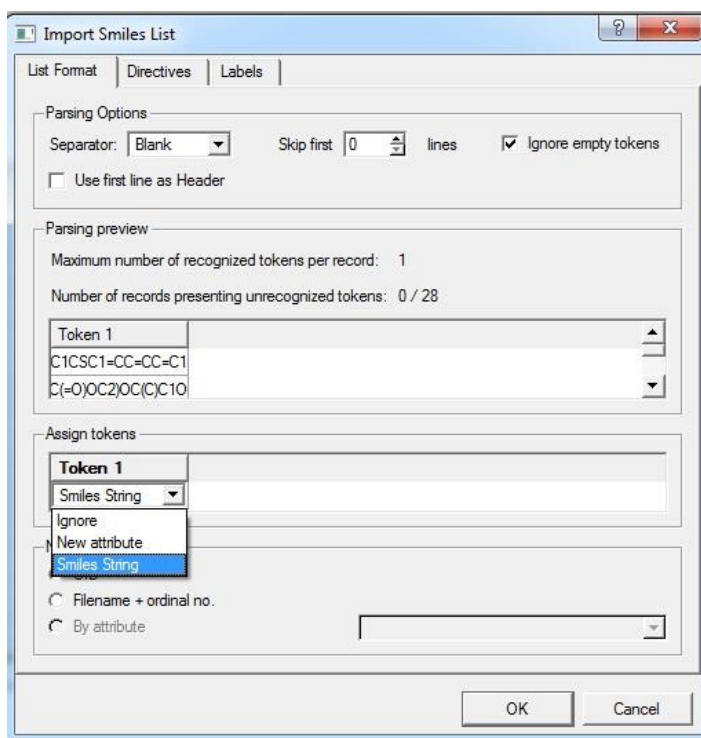 Import Smiles List
List Format Directives Labels
Parsing Options
Separator: Blank Skip first 0 lines Ignore empty tokens
Use first line as Header
Parsing preview
Maximum number of recognized tokens per record: 1
Number of records presenting unrecognized tokens: 0 / 28
Token 1
C1CSC1=CC=CC=C1
C(=O)OC2)OC(C)C1O
Assign tokens
Token 1
Smiles String
Ignore
New attribute
Smiles String
Filename + ordinal no.
By attribute
OK Cancel